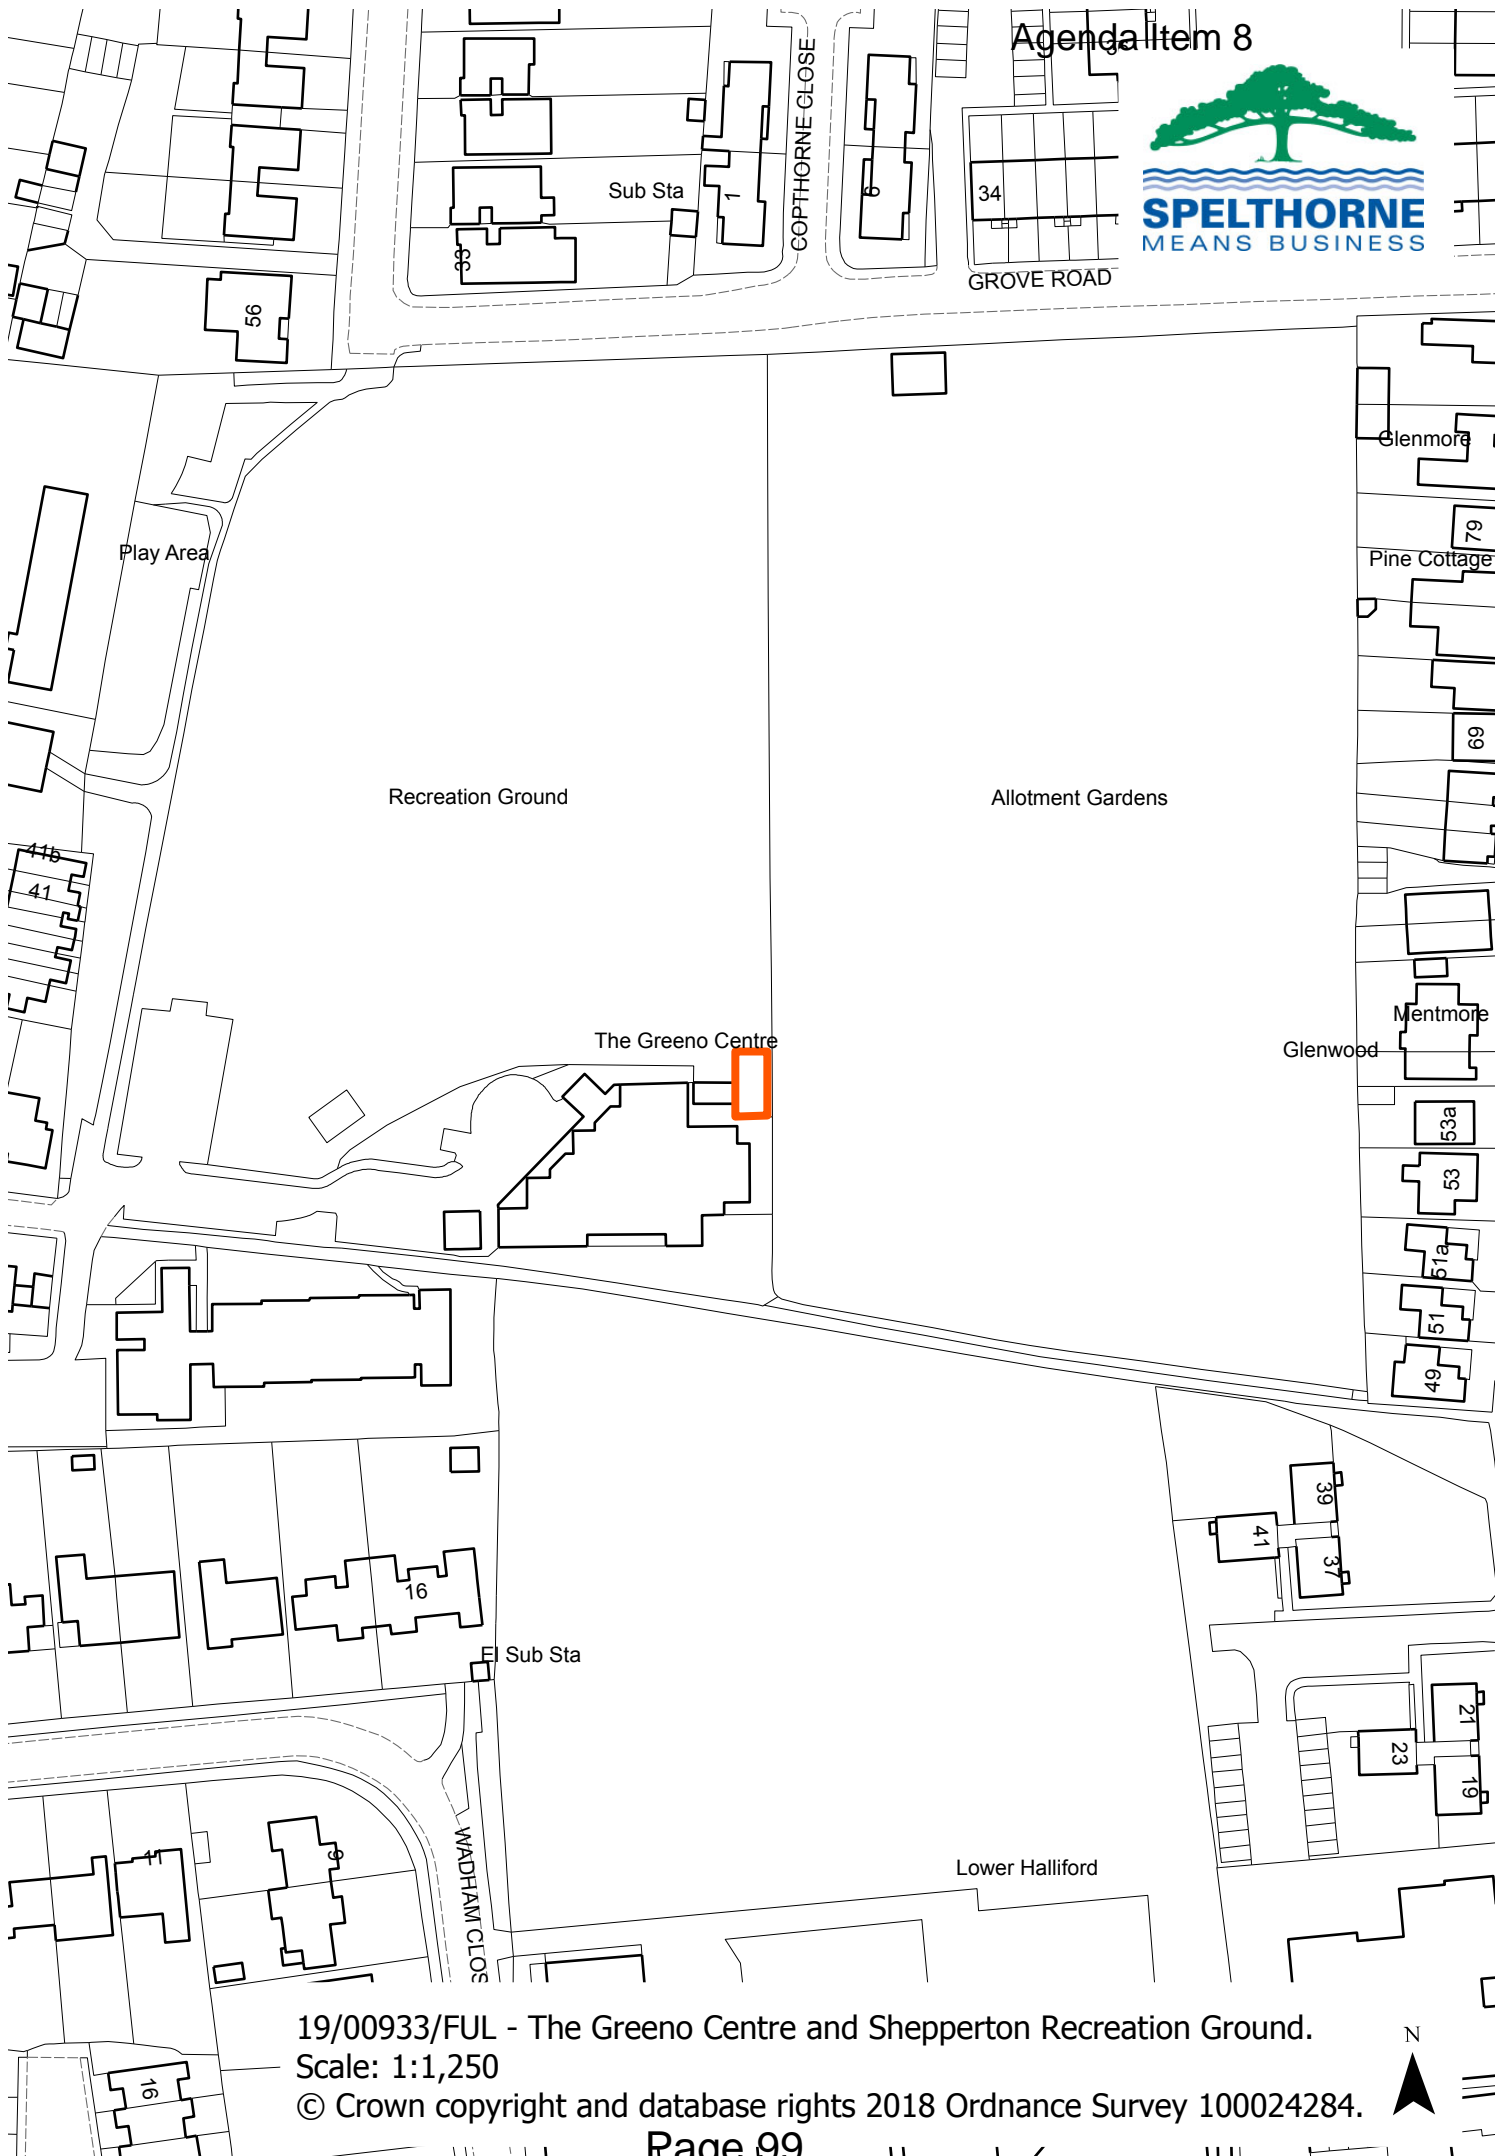 Agenda Item 8
COPTHORNE CLOSE
SPELTHORNE
MEANS BUSINESS
Sub Sta
1
6
34
33
GROVE ROAD
56
Glenmore
79
Play Area
Pine Cottage
69
Recreation Ground
Allotment Gardens
41b
41
Mentmore
The Greeno Centre
Glenwood
53a
53
51a
51
49
39
41
37
16
El Sub Sta
21
23
19
11
9
WADHAM CLOS
Lower Halliford
19/00933/FUL - The Greeno Centre and Shepperton Recreation Ground.
N
Scale: 1:1,250
16
© Crown copyright and database rights 2018 Ordnance Survey 100024284.
Page 99